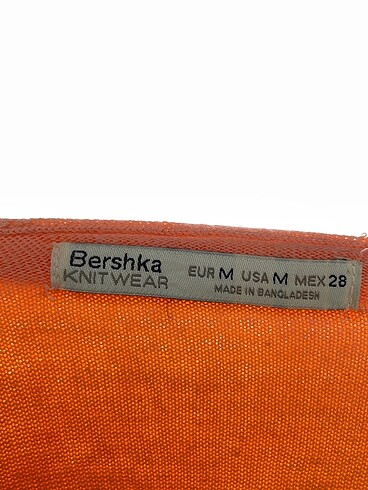 Bershka
KNITWEAR
EUR M USA M MEX 28
MADE IN BANGLADESH